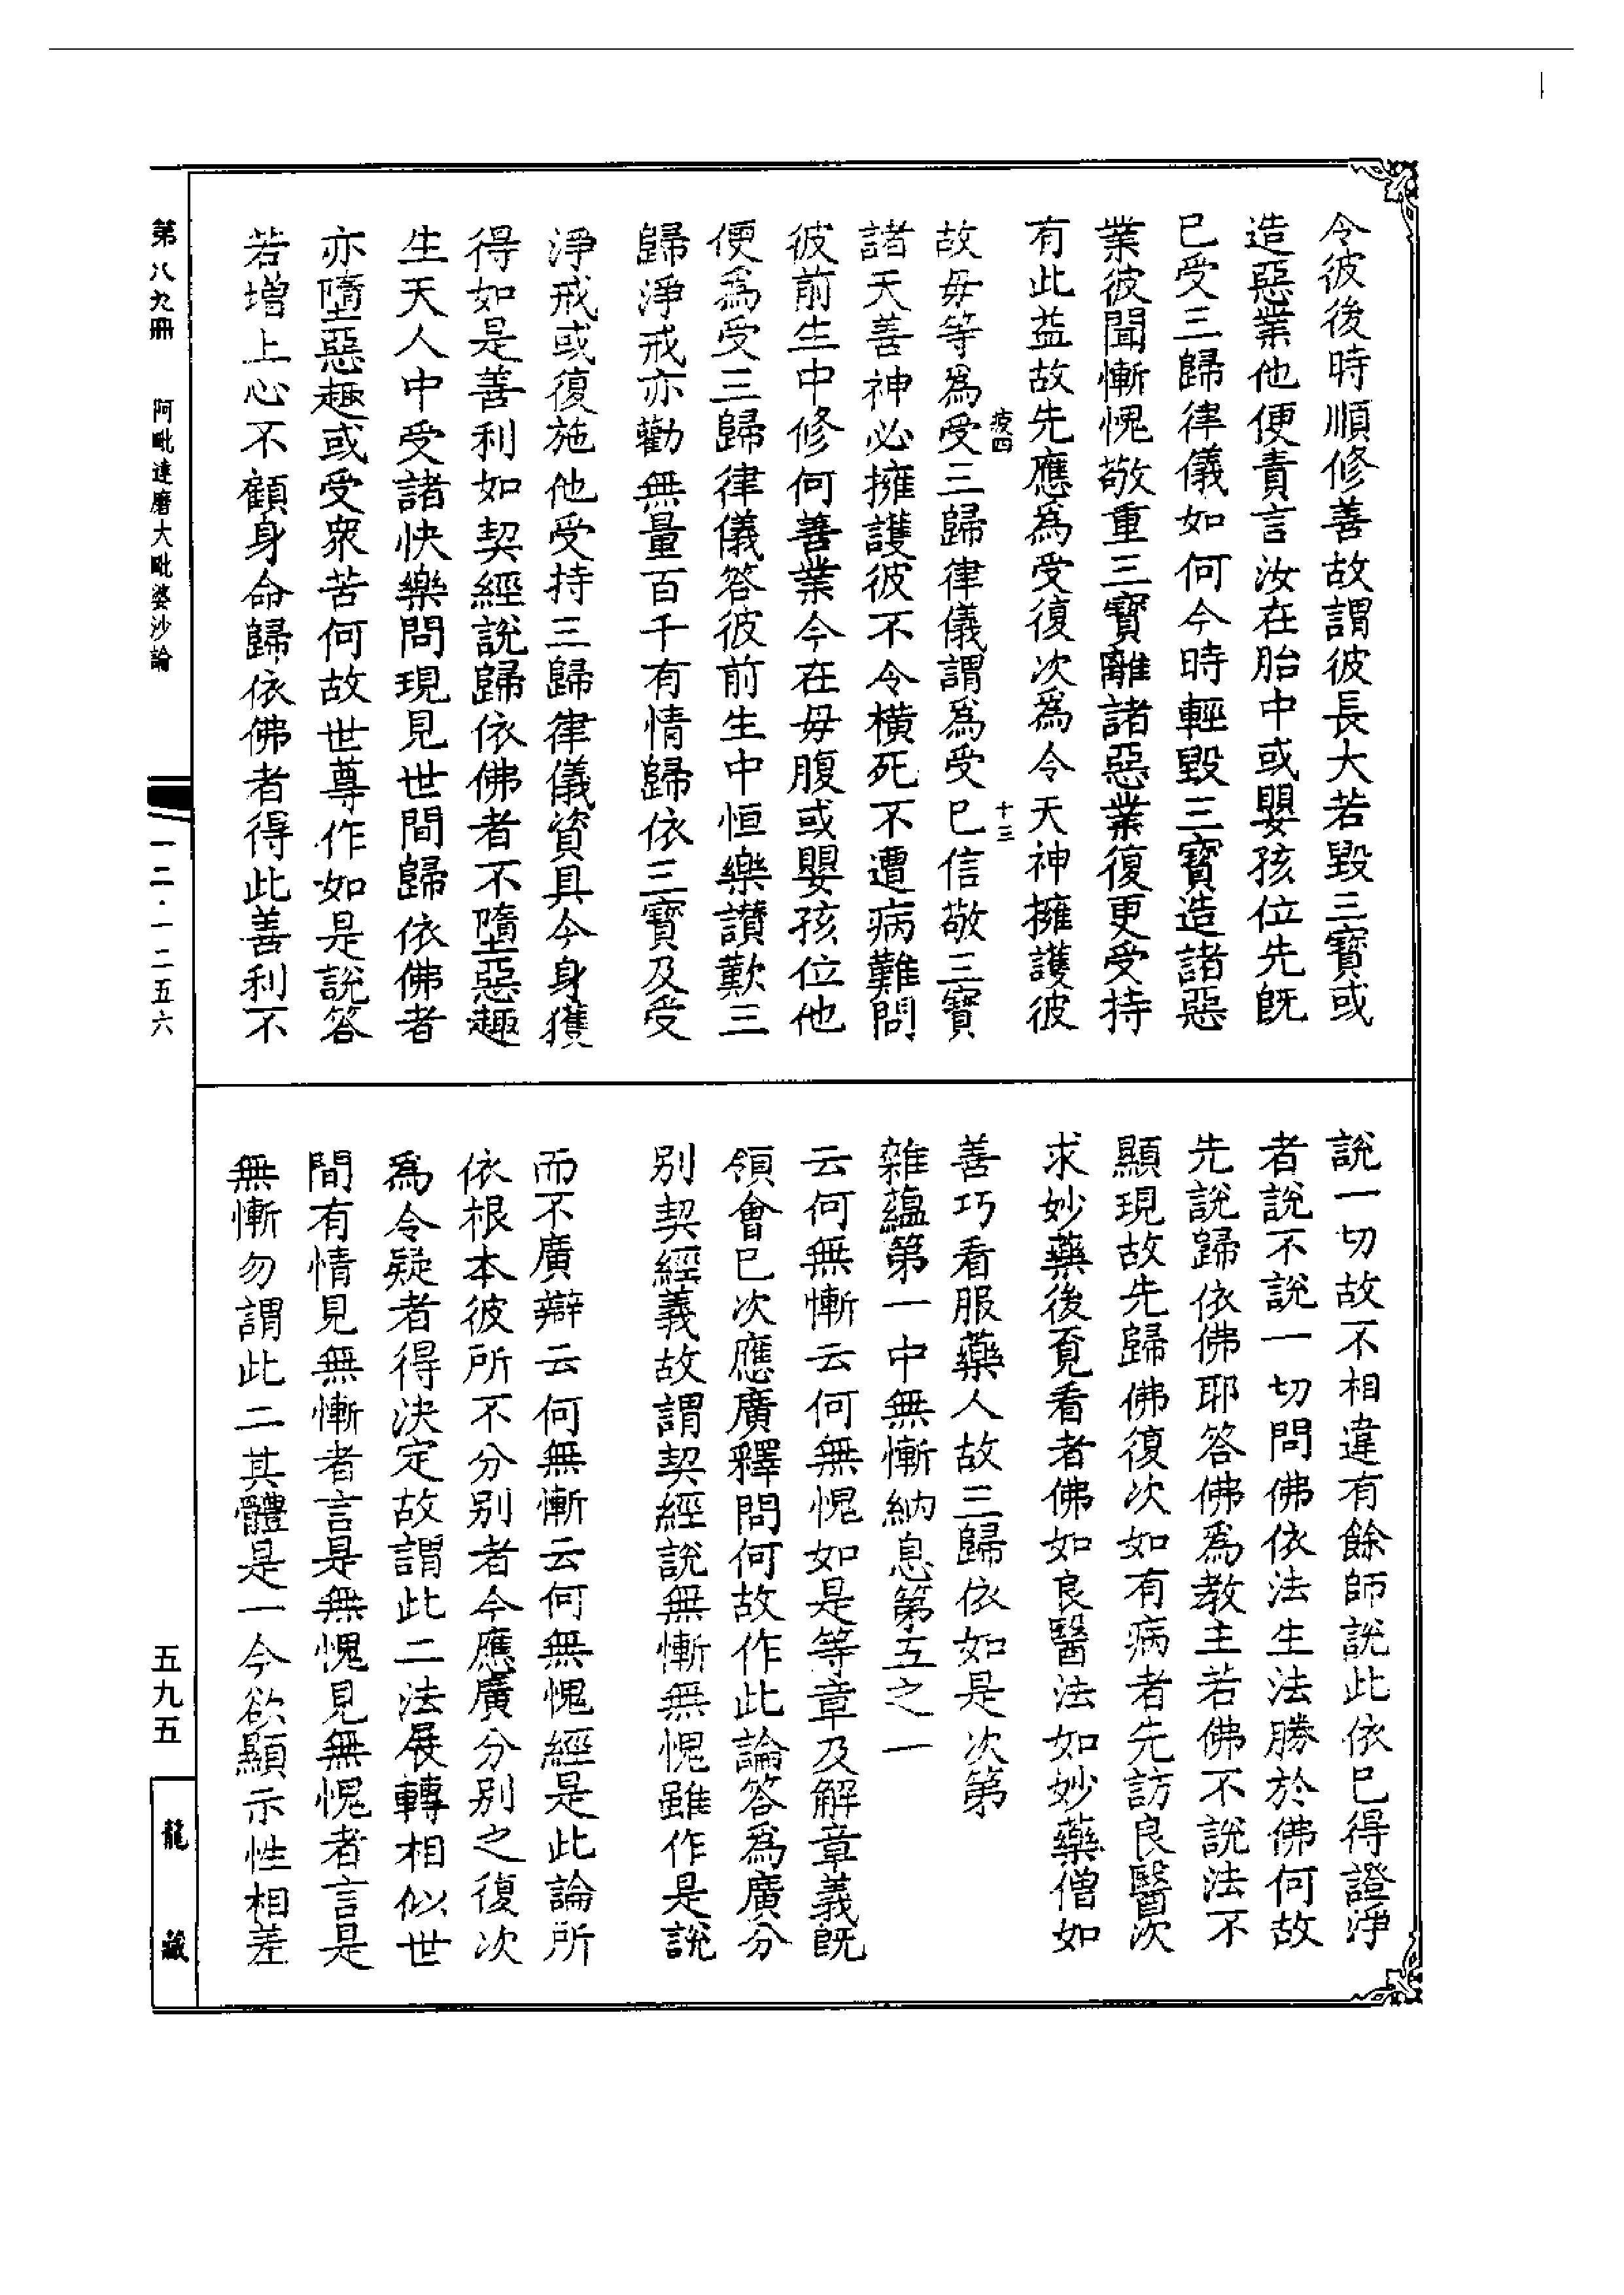 令彼後時順修善故謂彼長大若毀三寶或
造惡業他便責言汝在胎中或嬰孩位先既
已受三歸律儀如何今時輕毀三寶造諸惡
業彼聞慚愧敬重三寶離諸惡業復更受持
有此益故先應為受復次為令天神擁護彼
疲四
十三
故毋等為受三歸律儀謂為受已信敬三寶
諸天善神必擁護彼不令橫死不遭病難問
彼前生中修何善業今在毋腹或嬰孩位他
便爲受三歸律儀答彼前生中恒樂讃歎三
歸淨戒亦勸無量百千有情歸依三寶及受
淨戒或復施他受持三歸律儀資具今身獲
得如是善利如契經說歸依佛者不墮惡趣
生天人中受諸快樂問現見世間歸依佛者
亦墮惡趣或受衆苦何故世尊作如是說答
若增上心不顧身命歸依佛者得此善利不
說一切故不相違有餘師說此依已得證淨
者說不說一切問佛依法生法勝於佛何故
先說歸依佛耶答佛爲教主若佛不說法不
顯現故先歸佛復次如有病者先訪良醫次
求妙藥後覓看者佛如良醫法如妙藥僧如
善巧看服藥人故三歸依如是次第
雜蘊第一中無慚納息第五之一
云何無慚云何無愧如是等章及解章義既
領會已次應廣釋問何故作此論答爲廣分
別契經義故謂契經說無慚無愧雖作是說
而不廣辯云何無慚云何無愧經是此論所
依根本彼所不分別者今應廣分別之復次
爲令疑者得決定故謂此二法展轉相似世
間有情見無慚者言是無愧見無愧者言是
無慚勿謂此二其體是一今欲顯示性相差
第八九冊
阿毗達磨大毗婆沙論
一二·一二五六
五九五
龍藏